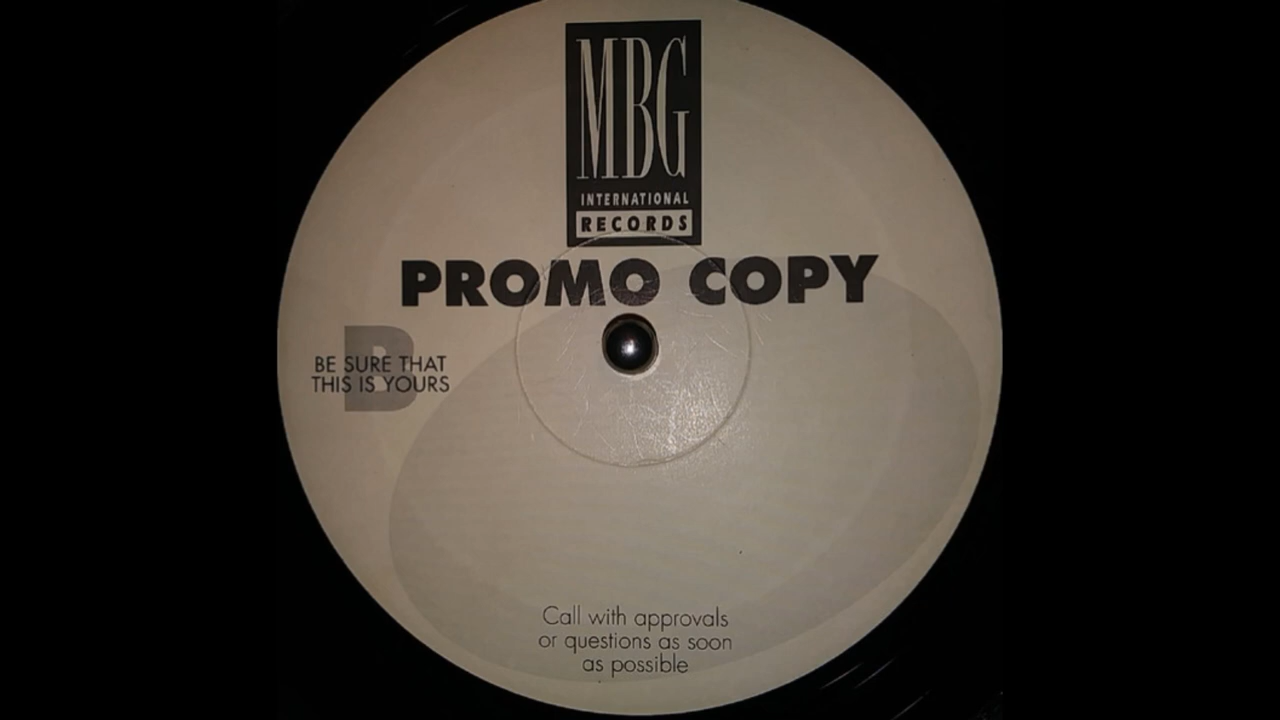 MBG
INTERNATIONAL
RECORDS
PROMO COPY
B
BE SURE THAT
THIS IS YOURS
Call with approvals
or questions as soon
as possible